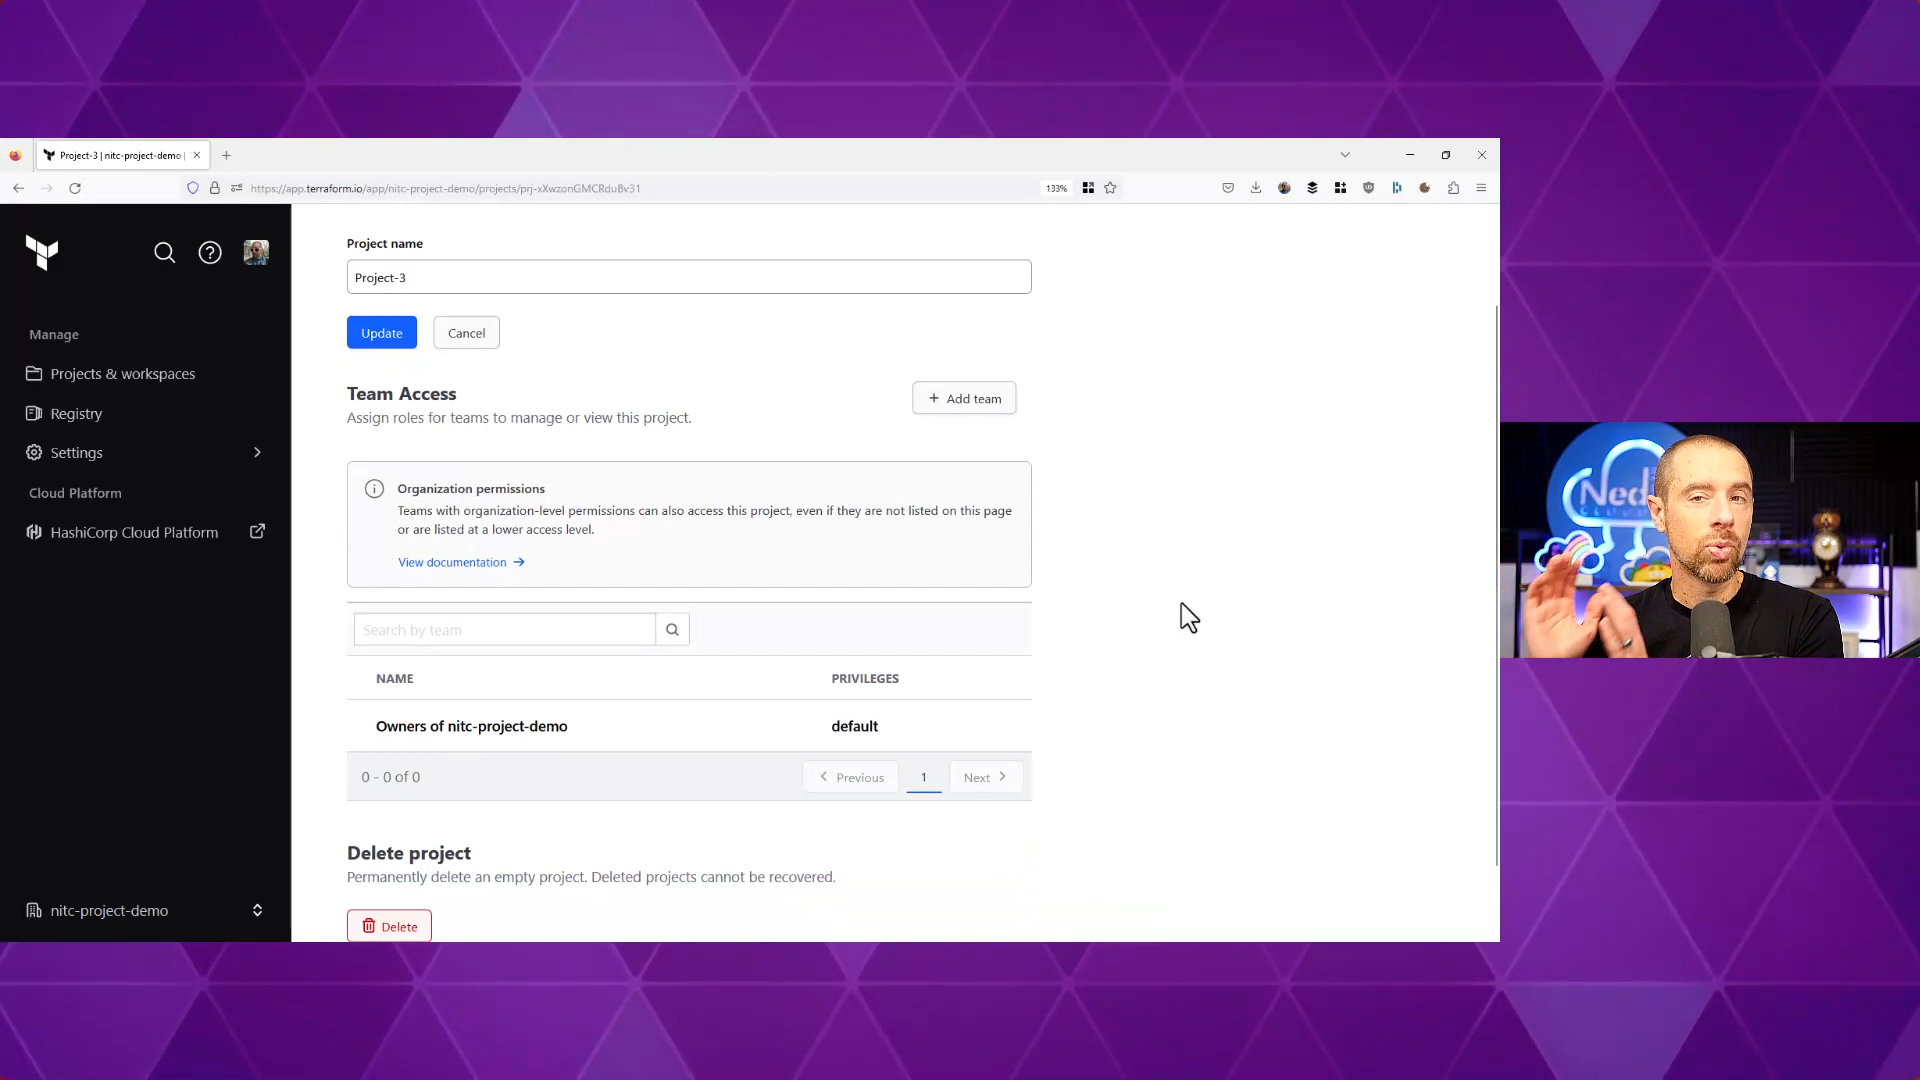 Project-3 | nitc-project-demo |
https://app.terraform.io/app/nitc-project-demo/projects/prj-xXwzonGMCRduBv31
133%
Manage
Projects & workspaces
Registry
Settings
Cloud Platform
HashiCorp Cloud Platform
nitc-project-demo
Project name
Project-3
Update
Cancel
Team Access
Assign roles for teams to manage or view this project.
+ Add team
Organization permissions
Teams with organization-level permissions can also access this project, even if they are not listed on this page
or are listed at a lower access level.
View documentation →
Search by team
NAME
PRIVILEGES
Owners of nitc-project-demo
default
0 - 0 of 0
Previous
1
Next
Delete project
Permanently delete an empty project. Deleted projects cannot be recovered.
Delete
Ned